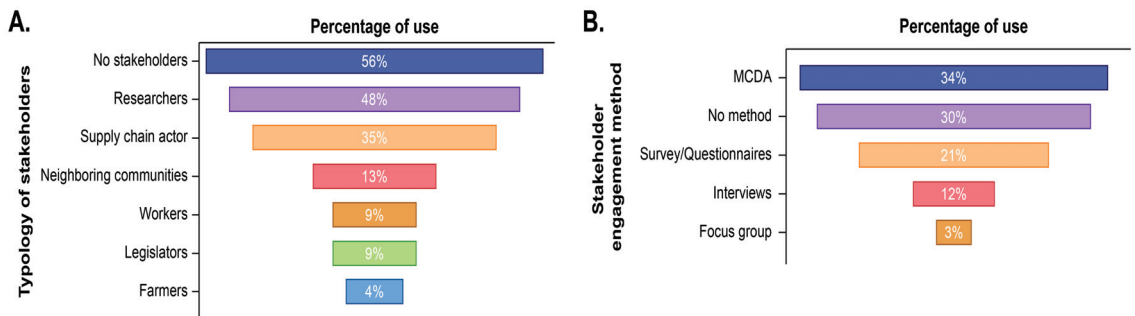 A.
Percentage of use
Typology of stakeholders
No stakeholders
56%
Researchers
48%
Supply chain actor
35%
Neighboring communities
13%
Workers
9%
Legislators
9%
Farmers
4%
B.
Percentage of use
Stakeholder
engagement method
MCDA
34%
No method
30%
Survey/Questionnaires
21%
Interviews
12%
Focus group
3%